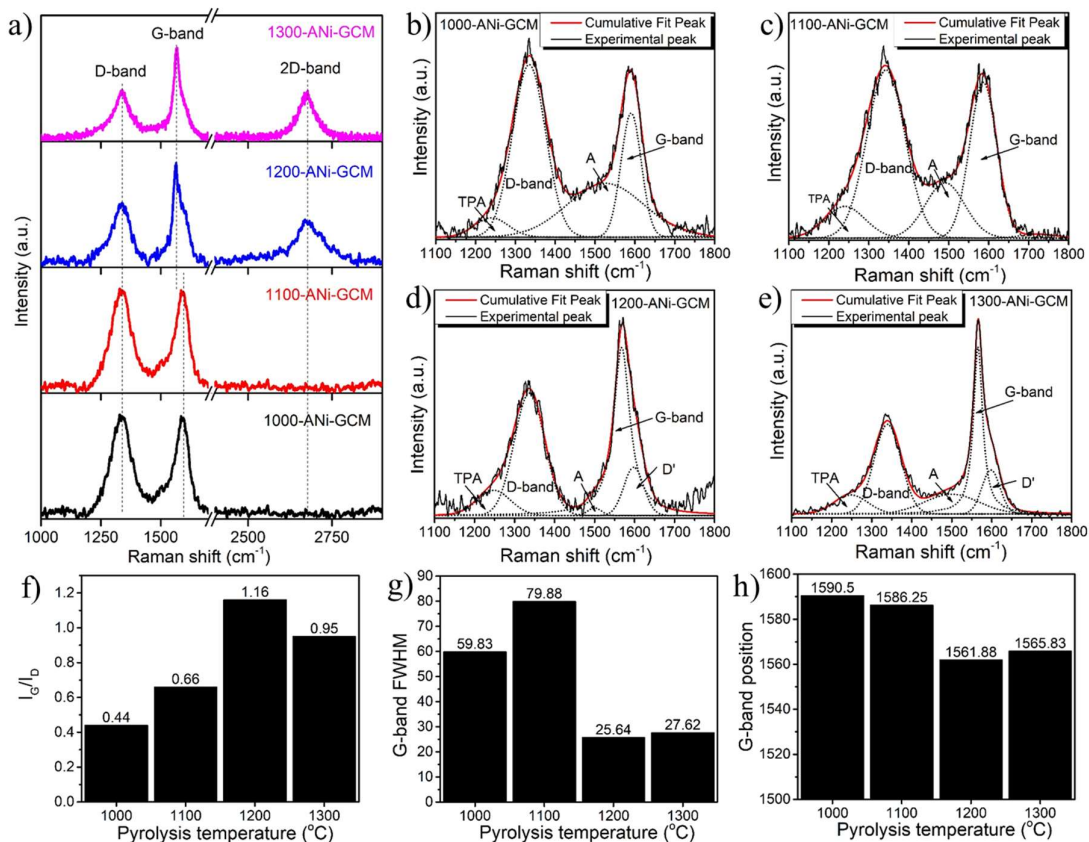 a)
1300-ANi-GCM
G-band
D-band
2D-band
1200-ANi-GCM
1100-ANi-GCM
1000-ANi-GCM
Intensity (a.u.)
1000 1250 1500 2500 2750
Raman shift (cm⁻¹)
b)
1000-ANi-GCM
Cumulative Fit Peak
Experimental peak
Intensity (a.u.)
A
G-band
D-band
TPA
1100 1200 1300 1400 1500 1600 1700 1800
Raman shift (cm⁻¹)
c)
1100-ANi-GCM
Cumulative Fit Peak
Experimental peak
Intensity (a.u.)
A
G-band
D-band
TPA
1100 1200 1300 1400 1500 1600 1700 1800
Raman shift (cm⁻¹)
d)
Cumulative Fit Peak
Experimental peak
1200-ANi-GCM
Intensity (a.u.)
G-band
TPA
D-band
A
D'
1100 1200 1300 1400 1500 1600 1700 1800
Raman shift (cm⁻¹)
e)
Cumulative Fit Peak
Experimental peak
1300-ANi-GCM
Intensity (a.u.)
G-band
TPA
D-band
A
D'
1100 1200 1300 1400 1500 1600 1700 1800
Raman shift (cm⁻¹)
f)
I_G/I_D
1.2
1.0
0.8
0.6
0.4
0.2
0.0
0.44
0.66
1.16
0.95
1000 1100 1200 1300
Pyrolysis temperature (°C)
g)
G-band FWHM
90
80
70
60
50
40
30
20
10
0
59.83
79.88
25.64
27.62
1000 1100 1200 1300
Pyrolysis temperature (°C)
h)
G-band position
1600
1580
1560
1540
1520
1500
1590.5
1586.25
1561.88
1565.83
1000 1100 1200 1300
Pyrolysis temperature (°C)